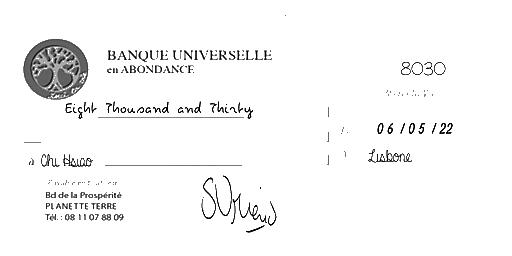 BANQUE UNIVERSELLE
en ABONDANCE
8030
Eight Thousand and Thirty
06/05/22
à Chi Hsiao
Lisbone
Bd de la Prospérité
PLANETTE TERRE
Tél. : 08 11 07 88 09